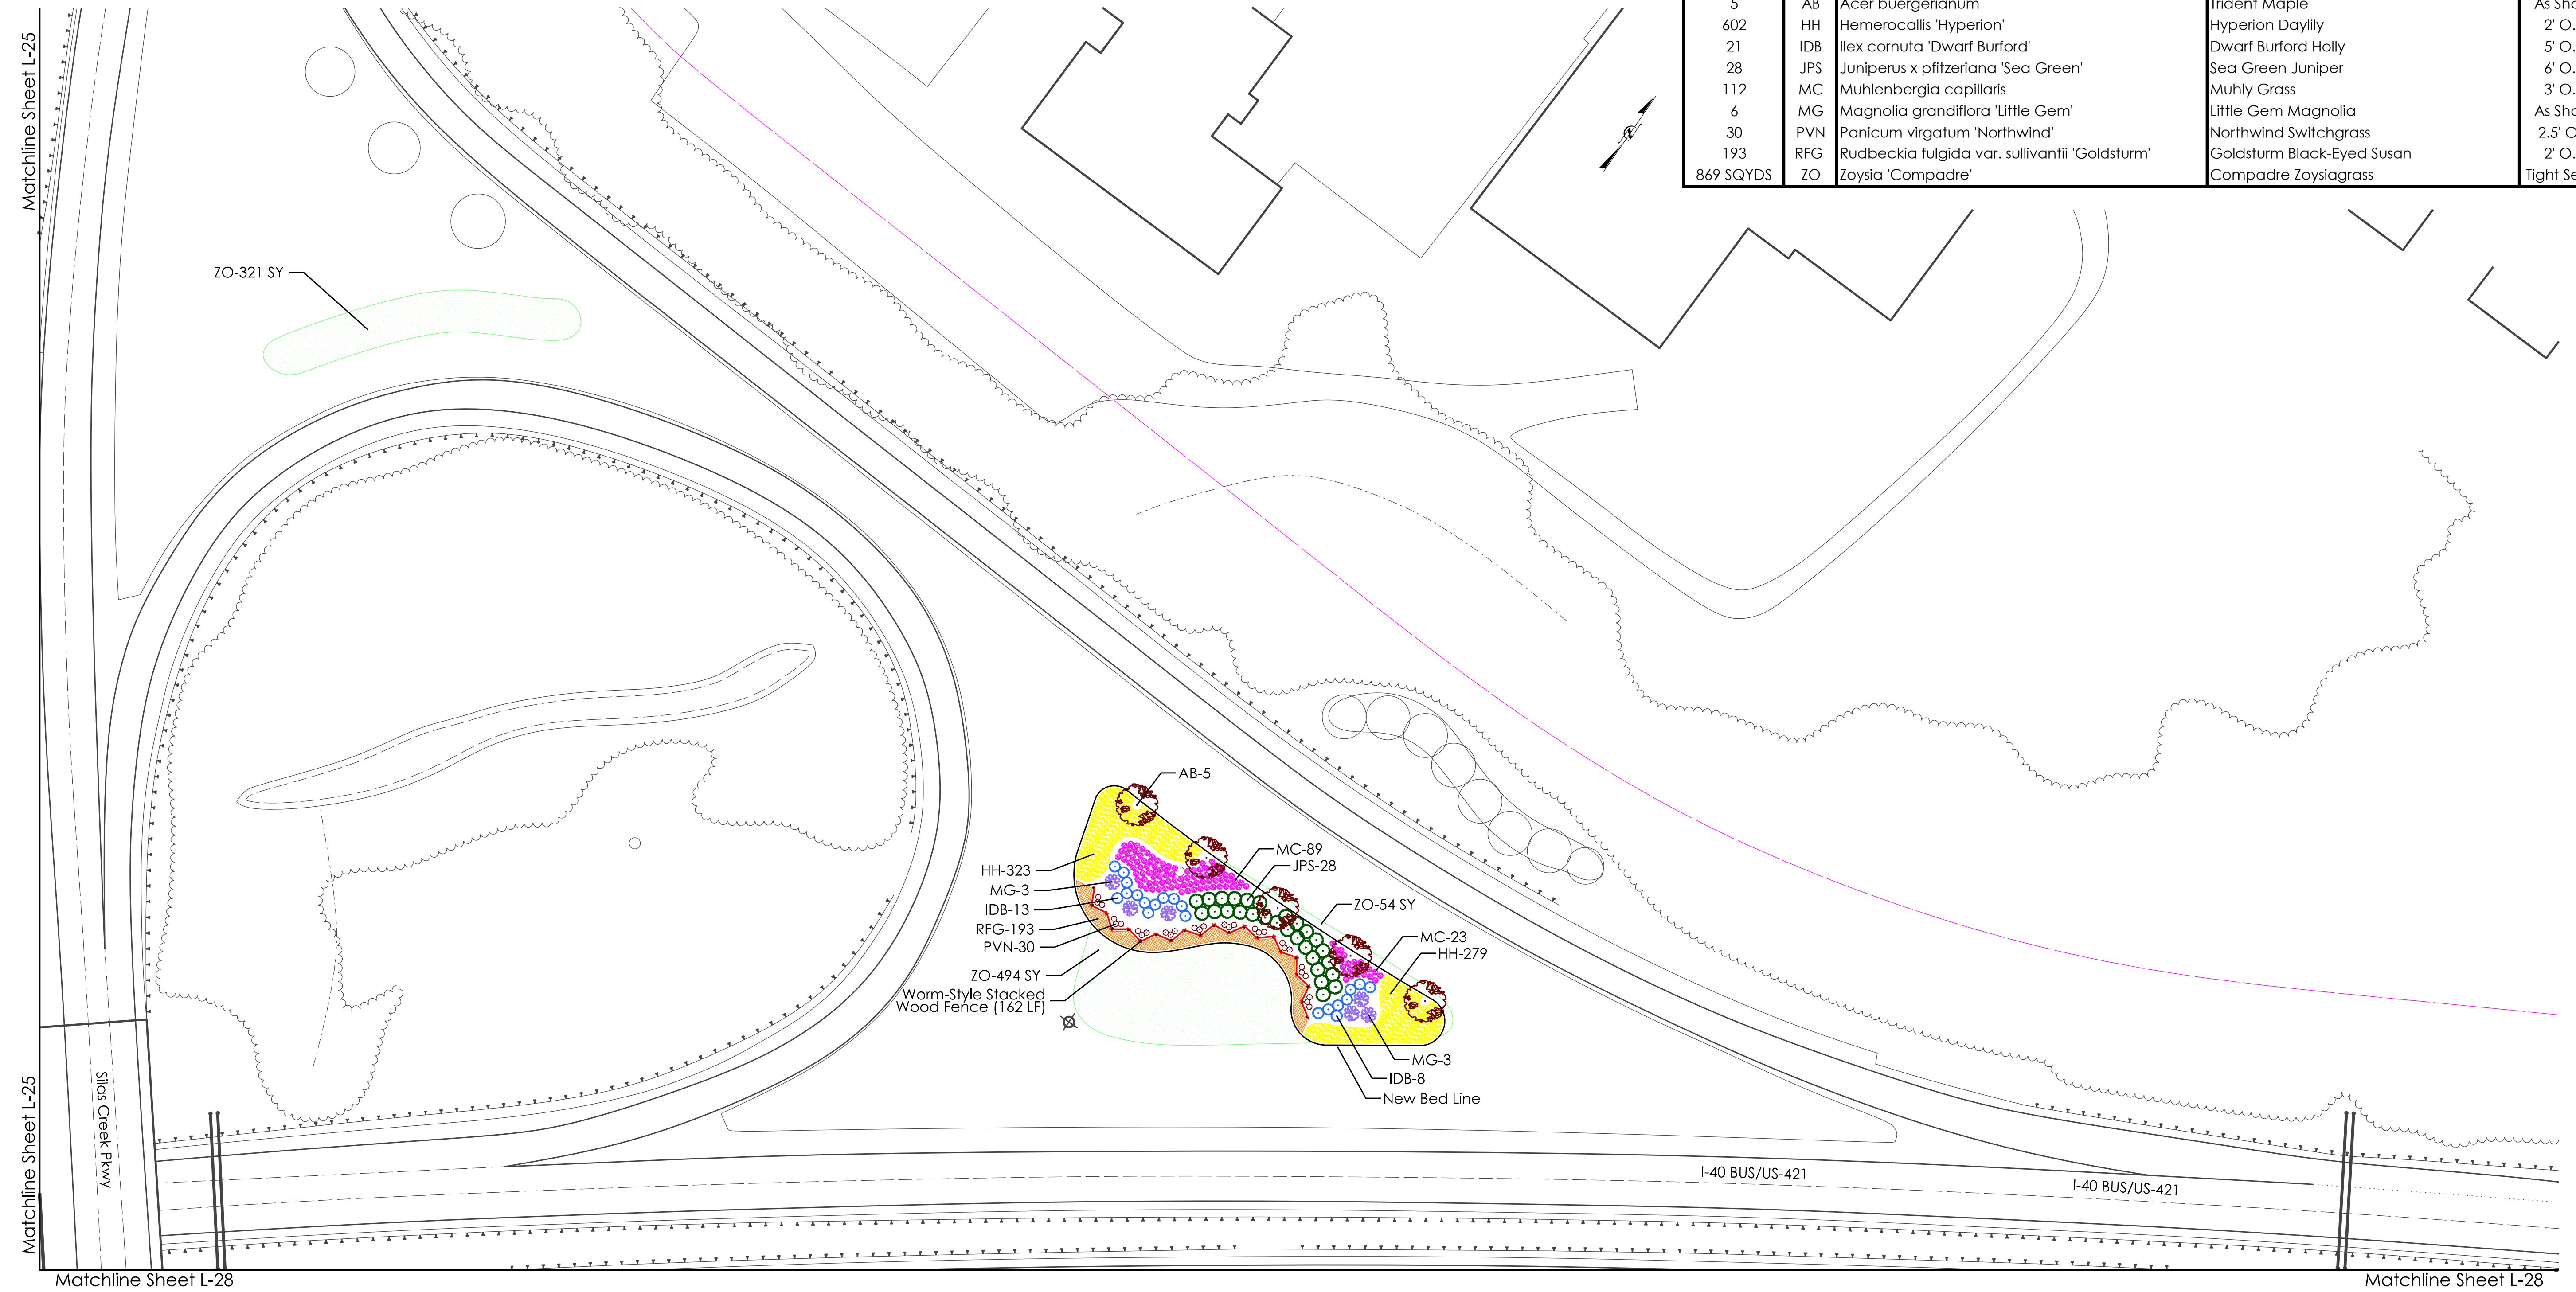 5 AB Acer buergerianum Trident Maple As Sho
602 HH Hemerocallis 'Hyperion' Hyperion Daylily 2' O.
21 IDB Ilex cornuta 'Dwarf Burford' Dwarf Burford Holly 5' O.
28 JPS Juniperus x pfitzeriana 'Sea Green' Sea Green Juniper 6' O.
112 MC Muhlenbergia capillaris Muhly Grass 3' O.
6 MG Magnolia grandiflora 'Little Gem' Little Gem Magnolia As Sho
30 PVN Panicum virgatum 'Northwind' Northwind Switchgrass 2.5' O
193 RFG Rudbeckia fulgida var. sullivantii 'Goldsturm' Goldsturm Black-Eyed Susan 2' O.
869 SQYDS ZO Zoysia 'Compadre' Compadre Zoysiagrass Tight Se
Matchline Sheet L-25
N
ZO-321 SY
AB-5
MC-89
JPS-28
HH-323
MG-3
IDB-13
RFG-193
PVN-30
ZO-494 SY
Worm-Style Stacked
Wood Fence (162 LF)
ZO-54 SY
MC-23
HH-279
MG-3
IDB-8
New Bed Line
Matchline Sheet L-25
Silas Creek Pkwy
I-40 BUS/US-421
I-40 BUS/US-421
Matchline Sheet L-28
Matchline Sheet L-28